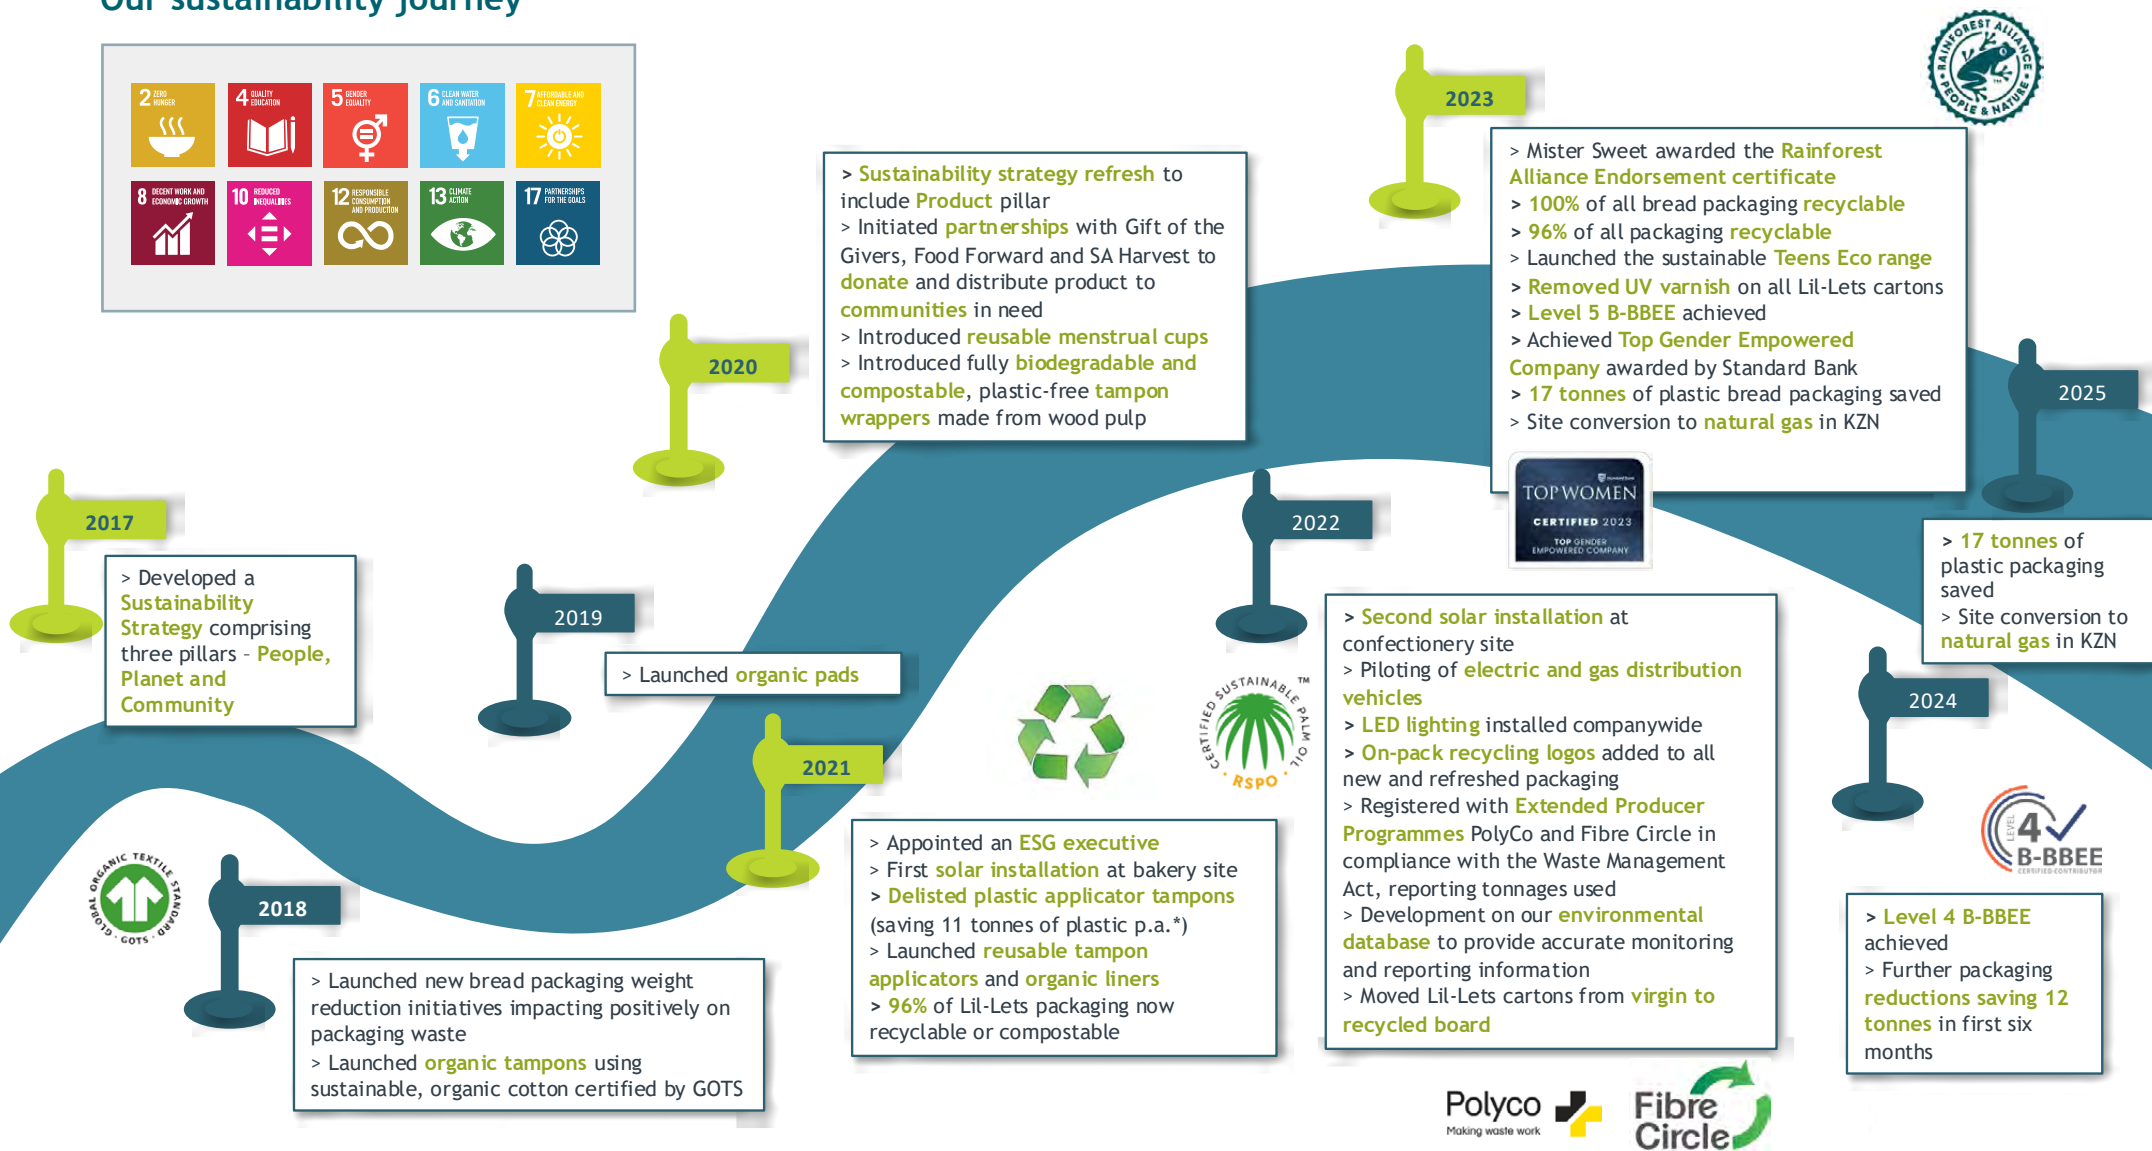 Our sustainability journey
2 ZERO
HUNGER
4 QUALITY
EDUCATION
5 GENDER
EQUALITY
6 CLEAN WATER
AND SANITATION
7 AFFORDABLE AND
CLEAN ENERGY
8 DECENT WORK AND
ECONOMIC GROWTH
10 REDUCED
INEQUALITIES
12 RESPONSIBLE
CONSUMPTION
AND PRODUCTION
13 CLIMATE
ACTION
17 PARTNERSHIPS
FOR THE GOALS
2017
> Developed a
Sustainability
Strategy comprising
three pillars – People,
Planet and
Community
GLOBAL ORGANIC TEXTILE STANDARD · GOTS ·
2018
> Launched new bread packaging weight
reduction initiatives impacting positively on
packaging waste
> Launched organic tampons using
sustainable, organic cotton certified by GOTS
2019
> Launched organic pads
2020
> Sustainability strategy refresh to
include Product pillar
> Initiated partnerships with Gift of the
Givers, Food Forward and SA Harvest to
donate and distribute product to
communities in need
> Introduced reusable menstrual cups
> Introduced fully biodegradable and
compostable, plastic-free tampon
wrappers made from wood pulp
2021
> Appointed an ESG executive
> First solar installation at bakery site
> Delisted plastic applicator tampons
(saving 11 tonnes of plastic p.a.*)
> Launched reusable tampon
applicators and organic liners
> 96% of Lil-Lets packaging now
recyclable or compostable
CERTIFIED SUSTAINABLE PALM OIL
TM
· RSPO ·
2022
> Second solar installation at
confectionery site
> Piloting of electric and gas distribution
vehicles
> LED lighting installed companywide
> On-pack recycling logos added to all
new and refreshed packaging
> Registered with Extended Producer
Programmes PolyCo and Fibre Circle in
compliance with the Waste Management
Act, reporting tonnages used
> Development on our environmental
database to provide accurate monitoring
and reporting information
> Moved Lil-Lets cartons from virgin to
recycled board
Polyco
Making waste work
Fibre
Circle
2023
RAINFOREST ALLIANCE
PEOPLE & NATURE
> Mister Sweet awarded the Rainforest
Alliance Endorsement certificate
> 100% of all bread packaging recyclable
> 96% of all packaging recyclable
> Launched the sustainable Teens Eco range
> Removed UV varnish on all Lil-Lets cartons
> Level 5 B-BBEE achieved
> Achieved Top Gender Empowered
Company awarded by Standard Bank
> 17 tonnes of plastic bread packaging saved
> Site conversion to natural gas in KZN
Standard Bank
TOP WOMEN
CERTIFIED 2023
TOP GENDER
EMPOWERED COMPANY
2024
LEVEL
4
B-BBEE
CERTIFIED CONTRIBUTOR
> Level 4 B-BBEE
achieved
> Further packaging
reductions saving 12
tonnes in first six
months
2025
> 17 tonnes of
plastic packaging
saved
> Site conversion to
natural gas in KZN